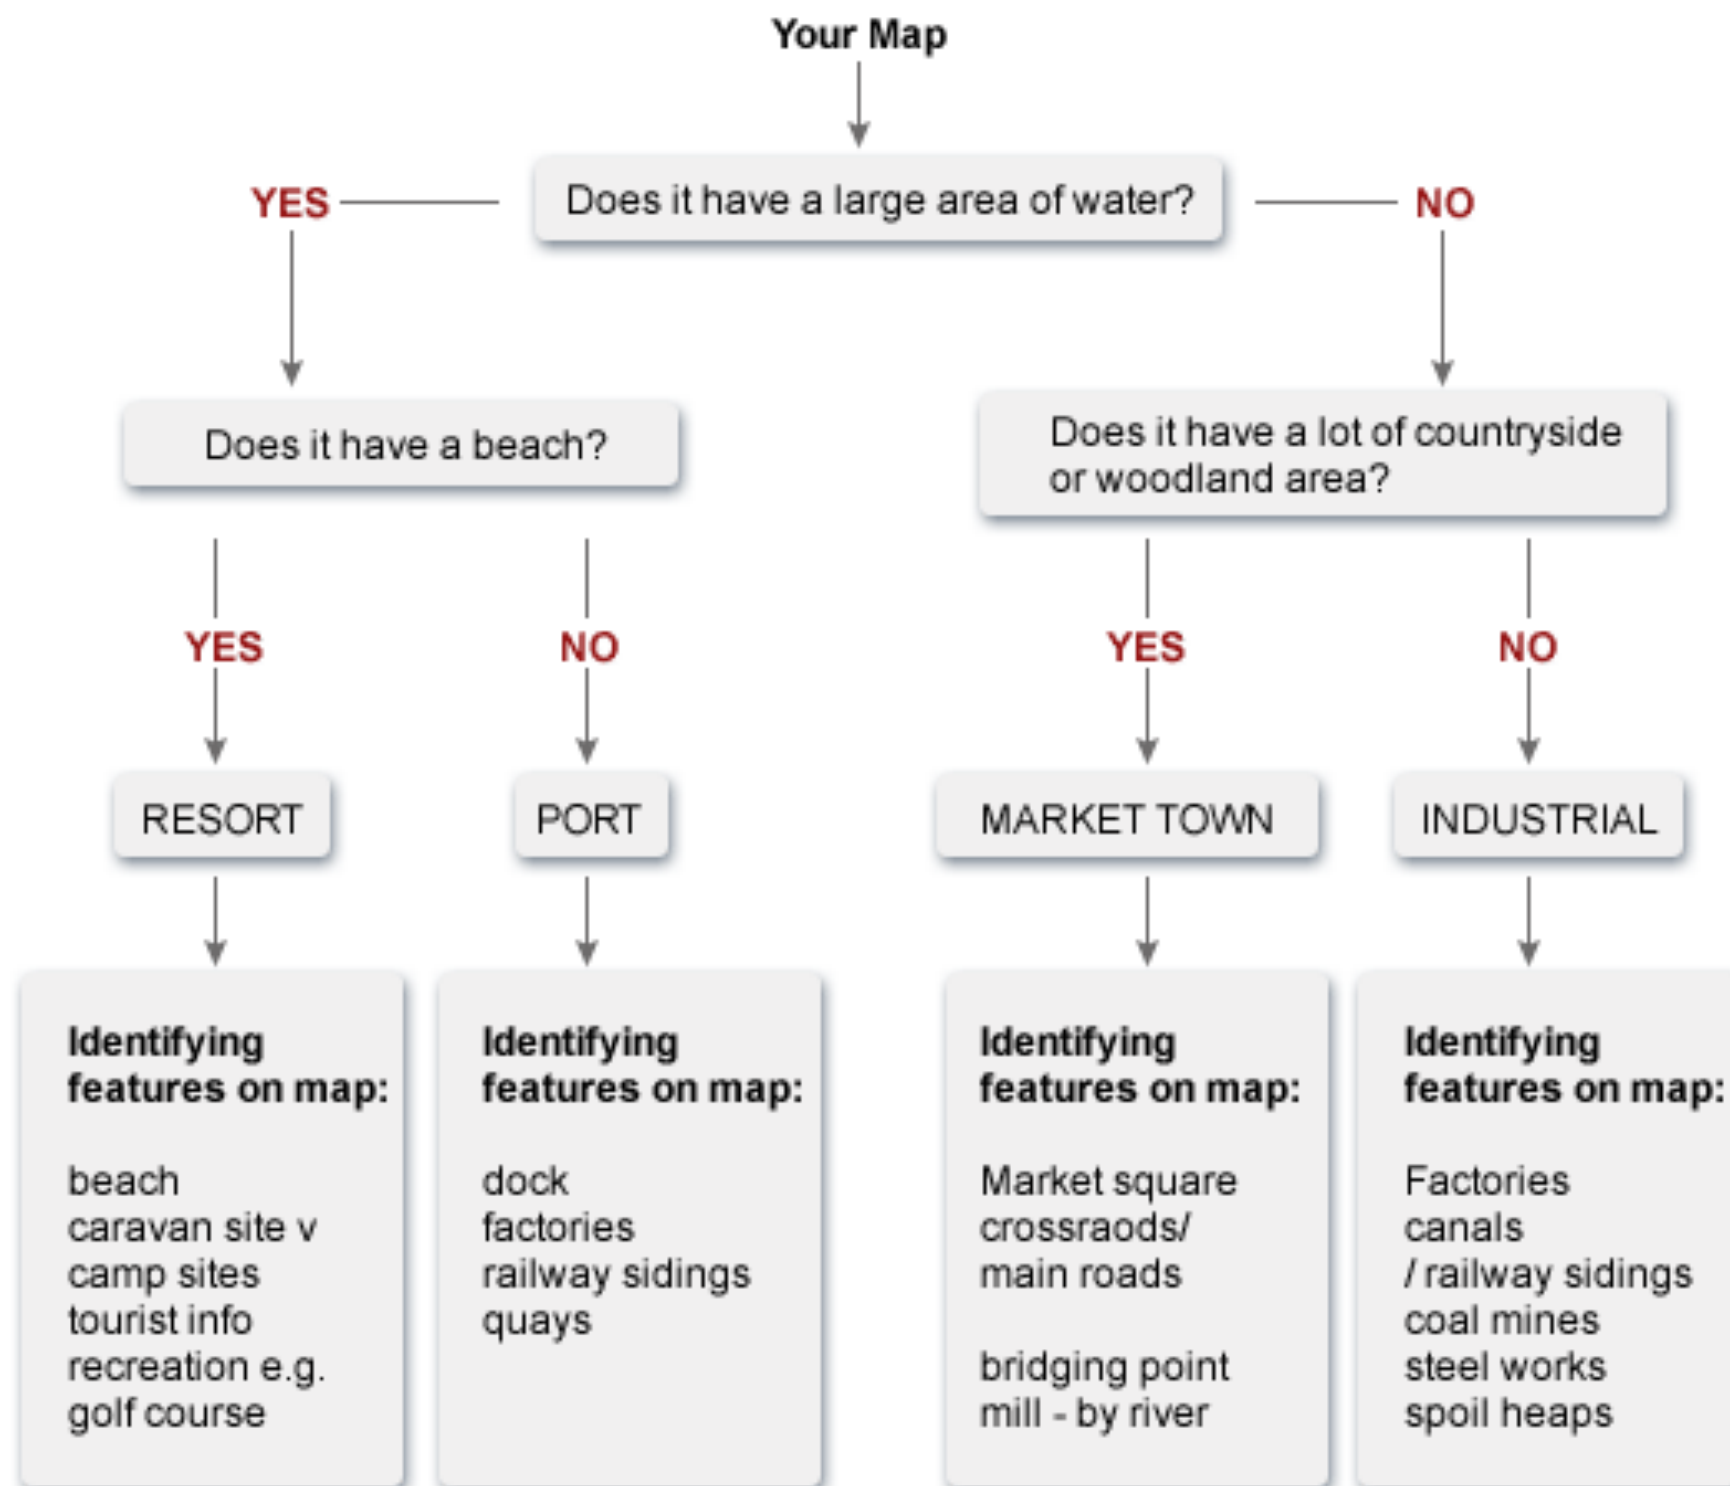 Your Map
Does it have a large area of water?
YES
NO
Does it have a beach?
Does it have a lot of countryside
or woodland area?
YES
NO
YES
NO
RESORT
PORT
MARKET TOWN
INDUSTRIAL
Identifying
features on map:
beach
caravan site v
camp sites
tourist info
recreation e.g.
golf course
Identifying
features on map:
dock
factories
railway sidings
quays
Identifying
features on map:
Market square
crossraods/
main roads
bridging point
mill - by river
Identifying
features on map:
Factories
canals
/ railway sidings
coal mines
steel works
spoil heaps